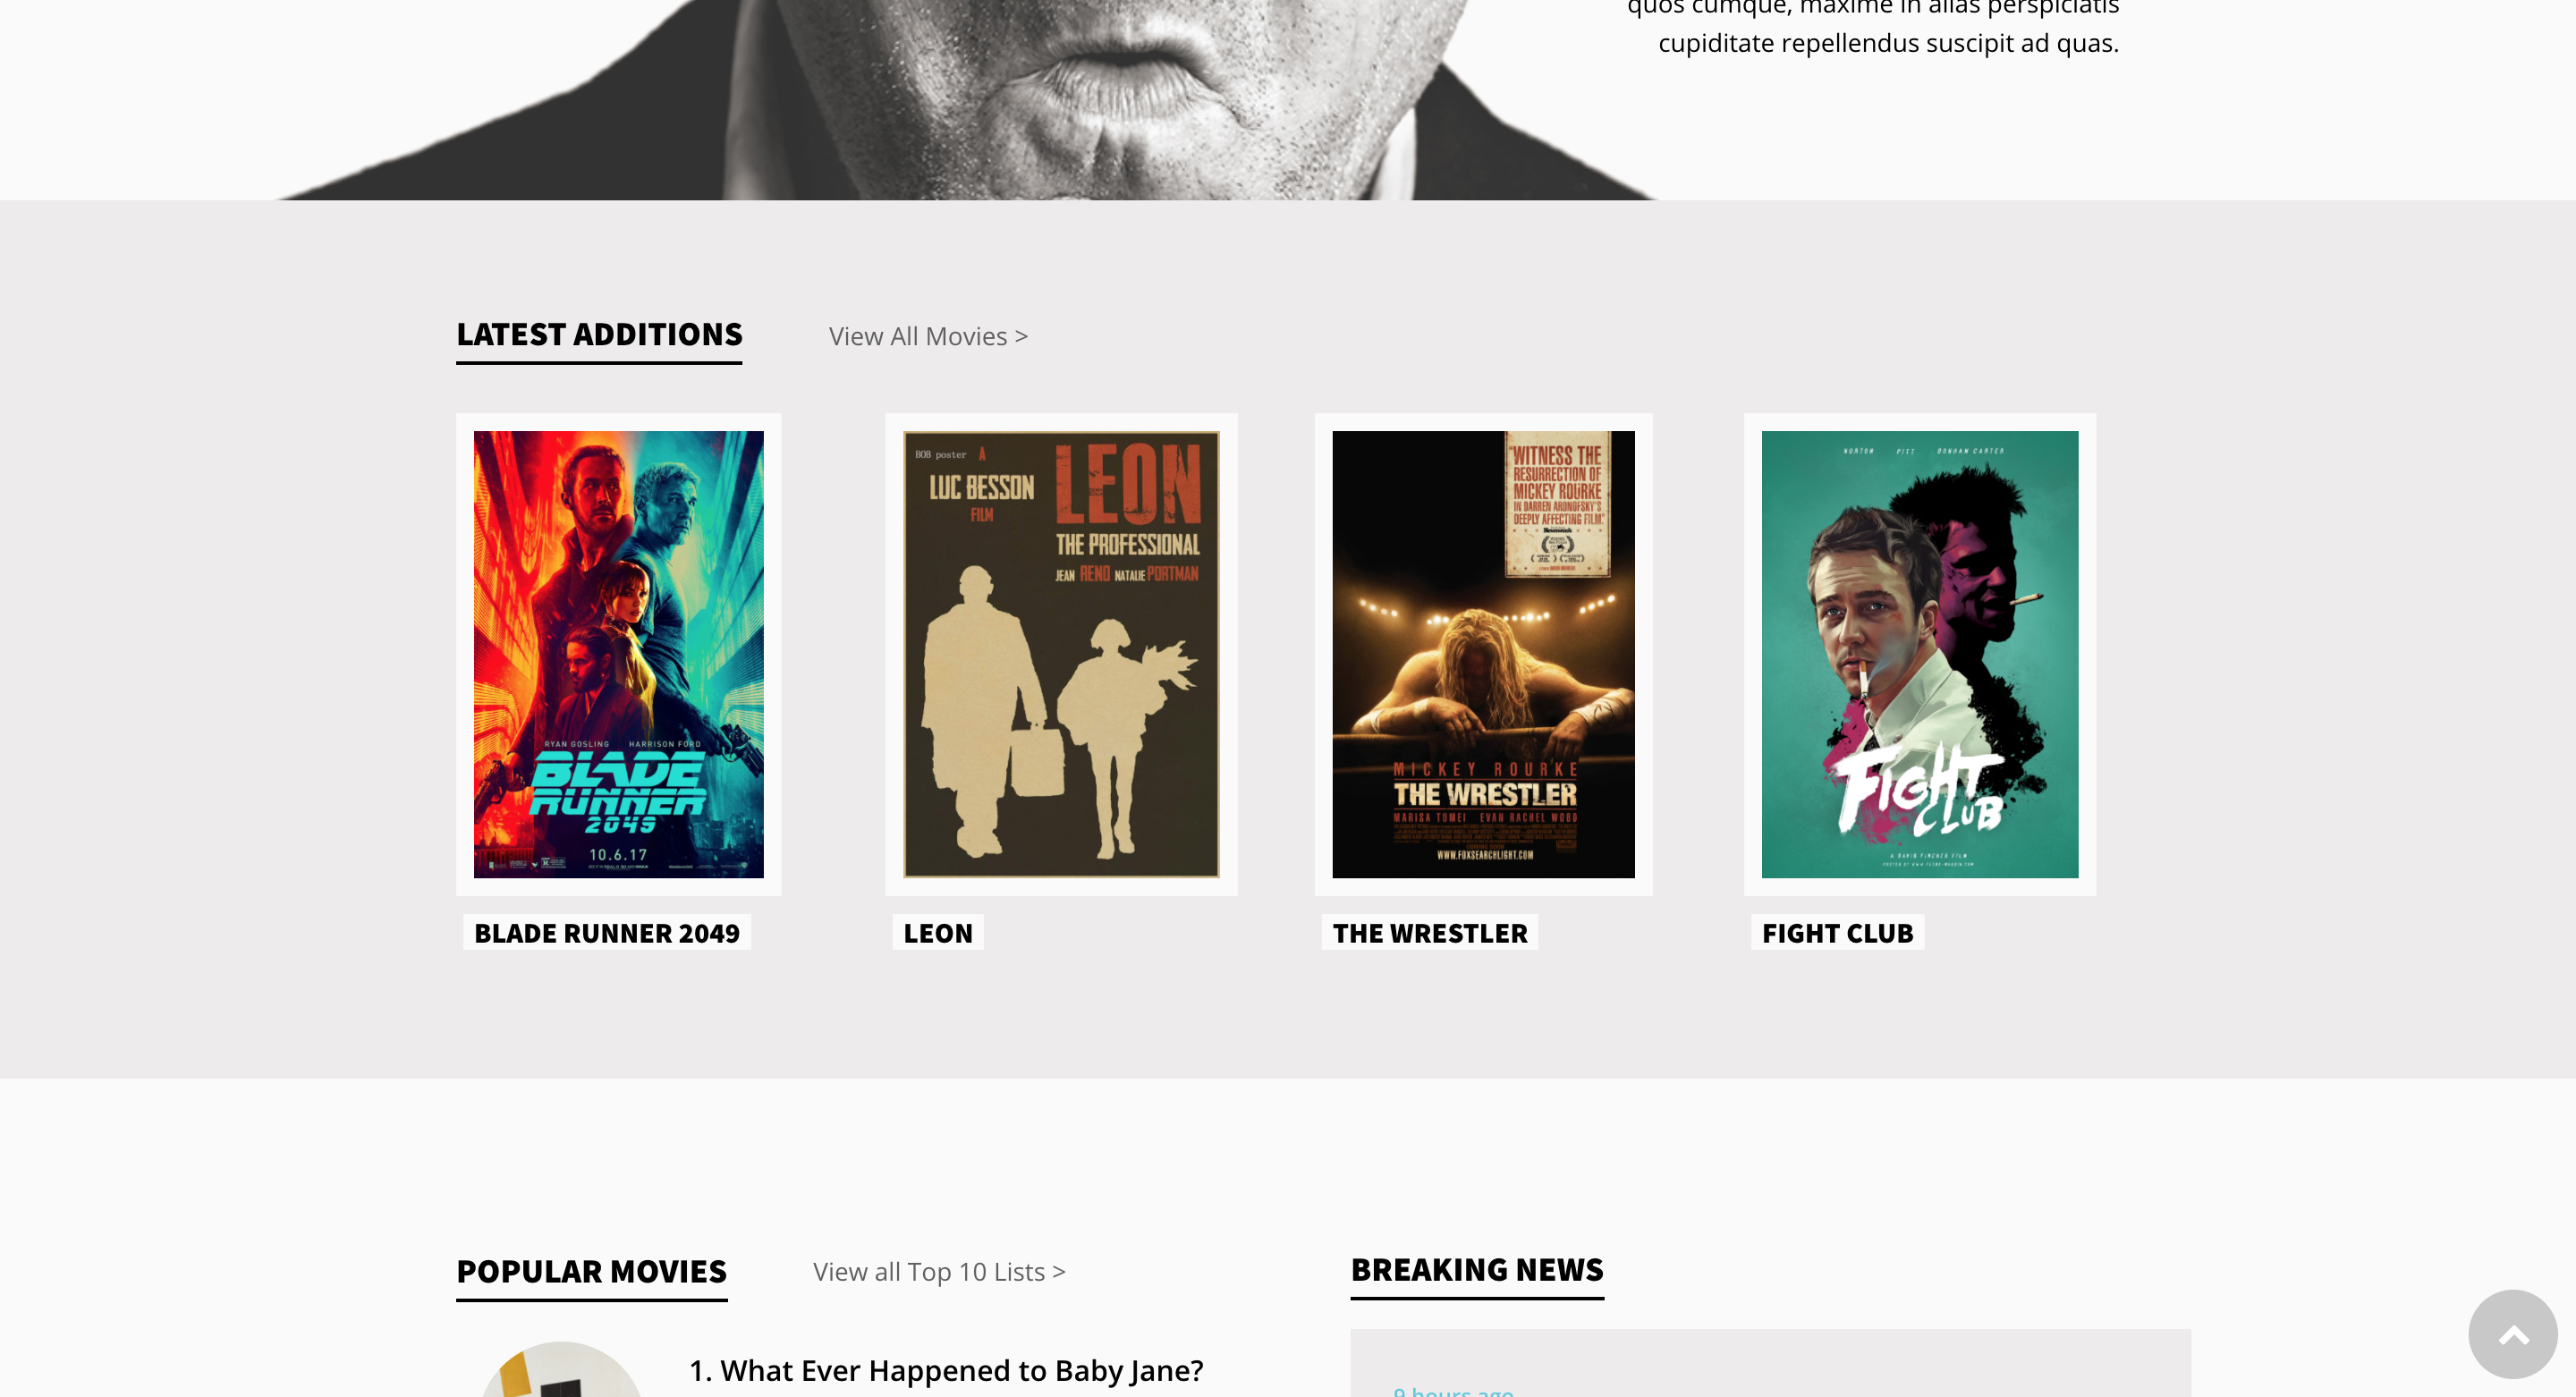 quos cumque, maxime in alias perspiciatis
cupiditate repellendus suscipit ad quas.
LATEST ADDITIONS
View All Movies >
RYAN GOSLING HARRISON FORD
BLADE
RUNNER
2049
10.6.17
BOB poster A
LUC BESSON
FILM
LEON
THE PROFESSIONAL
JEAN RENO NATALIE PORTMAN
"WITNESS THE
RESURRECTION OF
MICKEY ROURKE
IN DARREN ARONOFSKY'S
DEEPLY AFFECTING FILM."
Newsweek
MICKEY ROURKE
THE WRESTLER
MARISA TOMEI EVAN RACHEL WOOD
WWW.FOXSEARCHLIGHT.COM
NORTON PITT BONHAM CARTER
FIGHT
CLUB
A DAVID FINCHER FILM
BLADE RUNNER 2049
LEON
THE WRESTLER
FIGHT CLUB
POPULAR MOVIES
View all Top 10 Lists >
1. What Ever Happened to Baby Jane?
BREAKING NEWS
9 hours ago